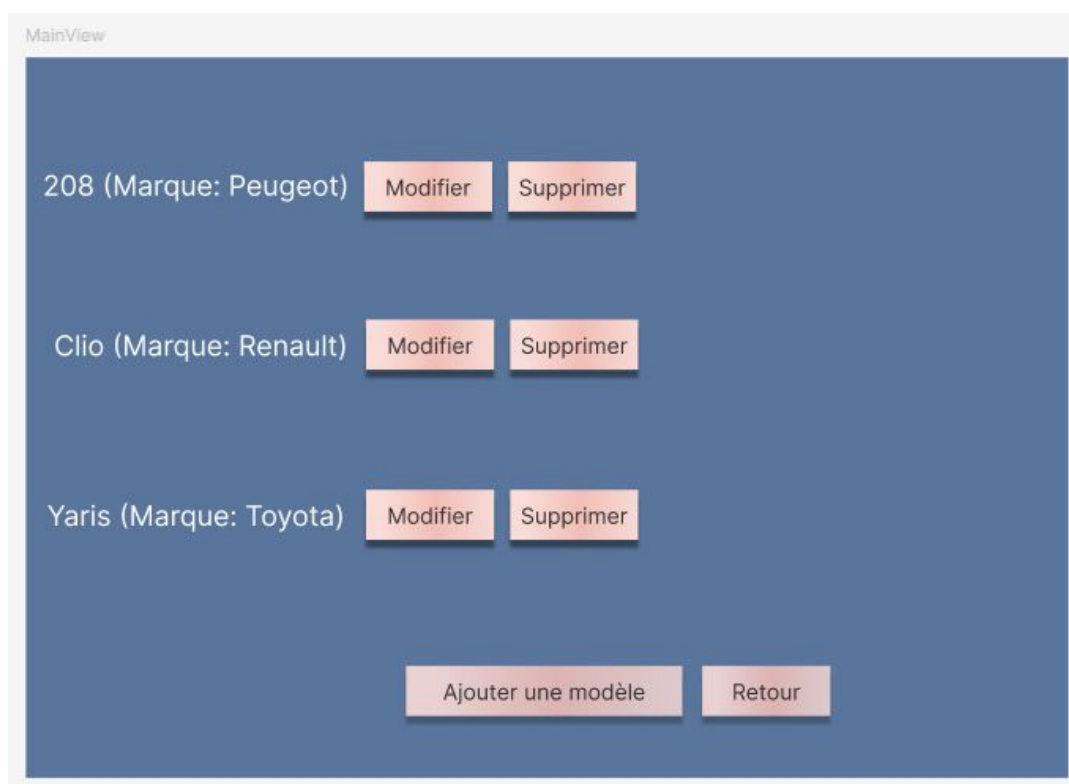 MainView
208 (Marque: Peugeot) Modifier Supprimer
Clio (Marque: Renault) Modifier Supprimer
Yaris (Marque: Toyota) Modifier Supprimer
Ajouter une modèle Retour